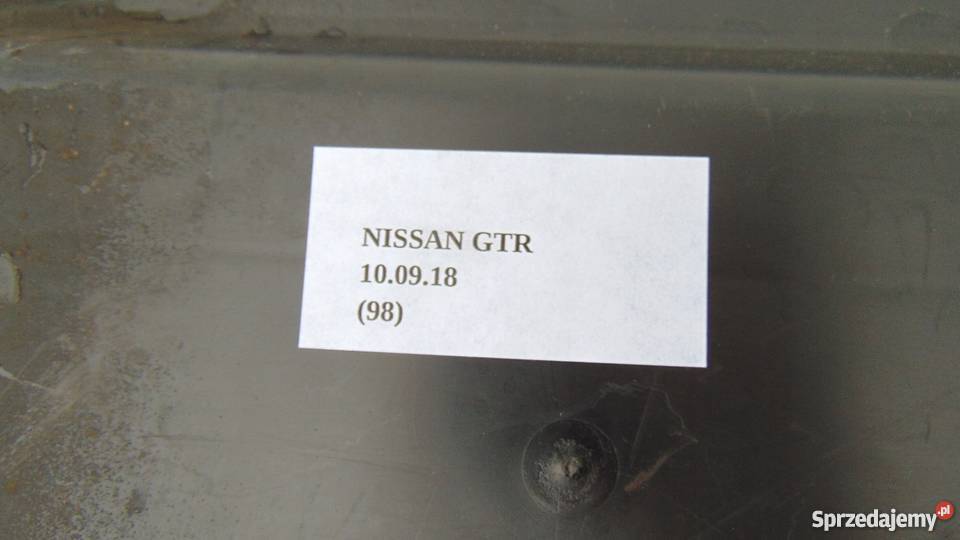 NISSAN GTR
10.09.18
(98)
Sprzedajemy.pl